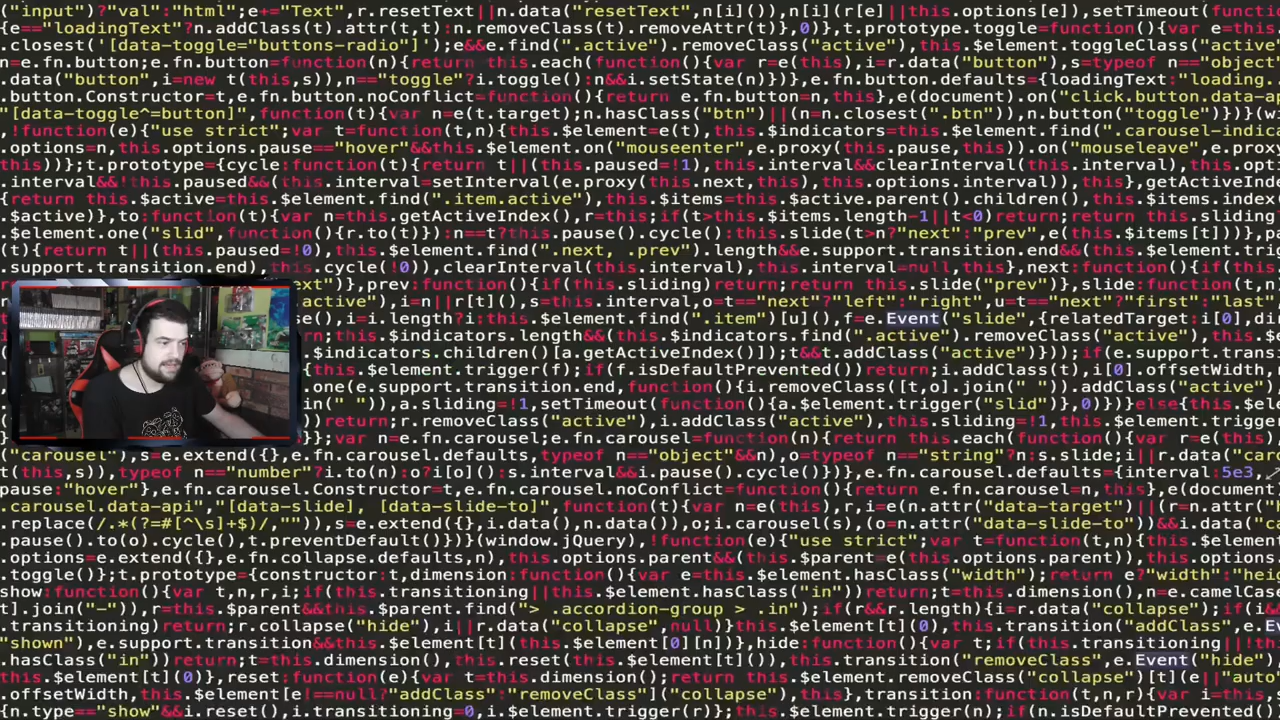 ("input")?"val":"html";e+="Text",r.resetText||n.data("resetText",n[i]()),n[i](r[e]||this.options[e]),setTimeout(functi
{e=="loadingText"?n.addClass(t).attr(t,t):n.removeClass(t).removeAttr(t)},0)},t.prototype.toggle=function(){var e=this.
.closest('[data-toggle="buttons-radio"]');e&&e.find(".active").removeClass("active"),this.$element.toggleClass("active"
n=e.fn.button;e.fn.button=function(n){return this.each(function(){var r=e(this),i=r.data("button"),s=typeof n=="object"
.data("button",i=new t(this,s)),n=="toggle"?i.toggle():n&&i.setState(n)})},e.fn.button.defaults={loadingText:"loading.
.button.Constructor=t,e.fn.button.noConflict=function(){return e.fn.button=n,this},e(document).on("click.button.data-ap
"[data-toggle^=button]",function(t){var n=e(t.target);n.hasClass("btn")||(n=n.closest(".btn")),n.button("toggle")})}(w
,!function(e){"use strict";var t=function(t,n){this.$element=e(t),this.$indicators=this.$element.find(".carousel-indic
.options=n,this.options.pause=="hover"&&this.$element.on("mouseenter",e.proxy(this.pause,this)).on("mouseleave",e.proxy
this))};t.prototype={cycle:function(t){return t||(this.paused=!1),this.interval&&clearInterval(this.interval),this.opt
.interval&&!this.paused&&(this.interval=setInterval(e.proxy(this.next,this),this.options.interval)),this},getActiveInde
{return this.$active=this.$element.find(".item.active"),this.$items=this.$active.parent().children(),this.$items.index(
.$active)},to:function(t){var n=this.getActiveIndex(),r=this;if(t>this.$items.length-1||t<0)return;return this.sliding
.$element.one("slid",function(){r.to(t)}):n==t?this.pause().cycle():this.slide(t>n?"next":"prev",e(this.$items[t]))},pa
(t){return t||(this.paused=!0),this.$element.find(".next, .prev").length&&e.support.transition.end&&(this.$element.trig
.support.transition.end),this.cycle(!0)),clearInterval(this.interval),this.interval=null,this},next:function(){if(this.
ext")},prev:function(){if(this.sliding)return;return this.slide("prev")},slide:function(t,n
active"),i=n||r[t](),s=this.interval,o=t=="next"?"left":"right",u=t=="next"?"first":"last"
(),i=i.length?i:this.$element.find(".item")[u](),f=e.Event("slide",{relatedTarget:i[0],di
rn;this.$indicators.length&&(this.$indicators.find(".active").removeClass("active"),this
$indicators.children()[a.getActiveIndex()]);t&&t.addClass("active")}));if(e.support.trans
{this.$element.trigger(f);if(f.isDefaultPrevented())return;i.addClass(t),i[0].offsetWidth,
.one(e.support.transition.end,function(){i.removeClass([t,o].join(" ")).addClass("active")
(" ")),a.sliding=!1,setTimeout(function(){a.$element.trigger("slid")},0)})}else{this.$elem
))return;r.removeClass("active"),i.addClass("active"),this.sliding=!1,this.$element.trigge
)}};var n=e.fn.carousel;e.fn.carousel=function(n){return this.each(function(){var r=e(this
("carousel"),s=e.extend({},e.fn.carousel.defaults,typeof n=="object"&&n),o=typeof n=="string"?n:s.slide;i||r.data("caro
t(this,s)),typeof n=="number"?i.to(n):o?i[o]():s.interval&&i.pause().cycle()})},e.fn.carousel.defaults={interval:5e3,
pause:"hover"},e.fn.carousel.Constructor=t,e.fn.carousel.noConflict=function(){return e.fn.carousel=n,this},e(document
.carousel.data-api","[data-slide], [data-slide-to]",function(t){var n=e(this),r,i=e(n.attr("data-target")||(r=n.attr("h
.replace(/.*(?=#[^\s]+$)/,"")),s=e.extend({},i.data(),n.data()),o;i.carousel(s),(o=n.attr("data-slide-to"))&&i.data("ca
.pause().to(o).cycle(),t.preventDefault()})}(window.jQuery),!function(e){"use strict";var t=function(t,n){this.$element
options=e.extend({},e.fn.collapse.defaults,n),this.options.parent&&(this.$parent=e(this.options.parent)),this.options
.toggle()};t.prototype={constructor:t,dimension:function(){var e=this.$element.hasClass("width");return e?"width":"hei
show:function(){var t,n,r,i;if(this.transitioning||this.$element.hasClass("in"))return;t=this.dimension(),n=e.camelCase
t].join("-")),r=this.$parent&&this.$parent.find("> .accordion-group > .in");if(r&&r.length){i=r.data("collapse");if(i&
.transitioning)return;r.collapse("hide"),i||r.data("collapse",null)}this.$element[t](0),this.transition("addClass",e.Ev
"shown"),e.support.transition&&this.$element[t](this.$element[0][n])},hide:function(){var t;if(this.transitioning||!th
.hasClass("in"))return;t=this.dimension(),this.reset(this.$element[t]()),this.transition("removeClass",e.Event("hide")
this.$element[t](0)},reset:function(e){var t=this.dimension();return this.$element.removeClass("collapse")[t](e||"auto"
.offsetWidth,this.$element[e!==null?"addClass":"removeClass"]("collapse"),this},transition:function(t,n,r){var i=this,s
{n.type=="show"&&i.reset(),i.transitioning=0,i.$element.trigger(r)};this.$element.trigger(n);if(n.isDefaultPrevented()